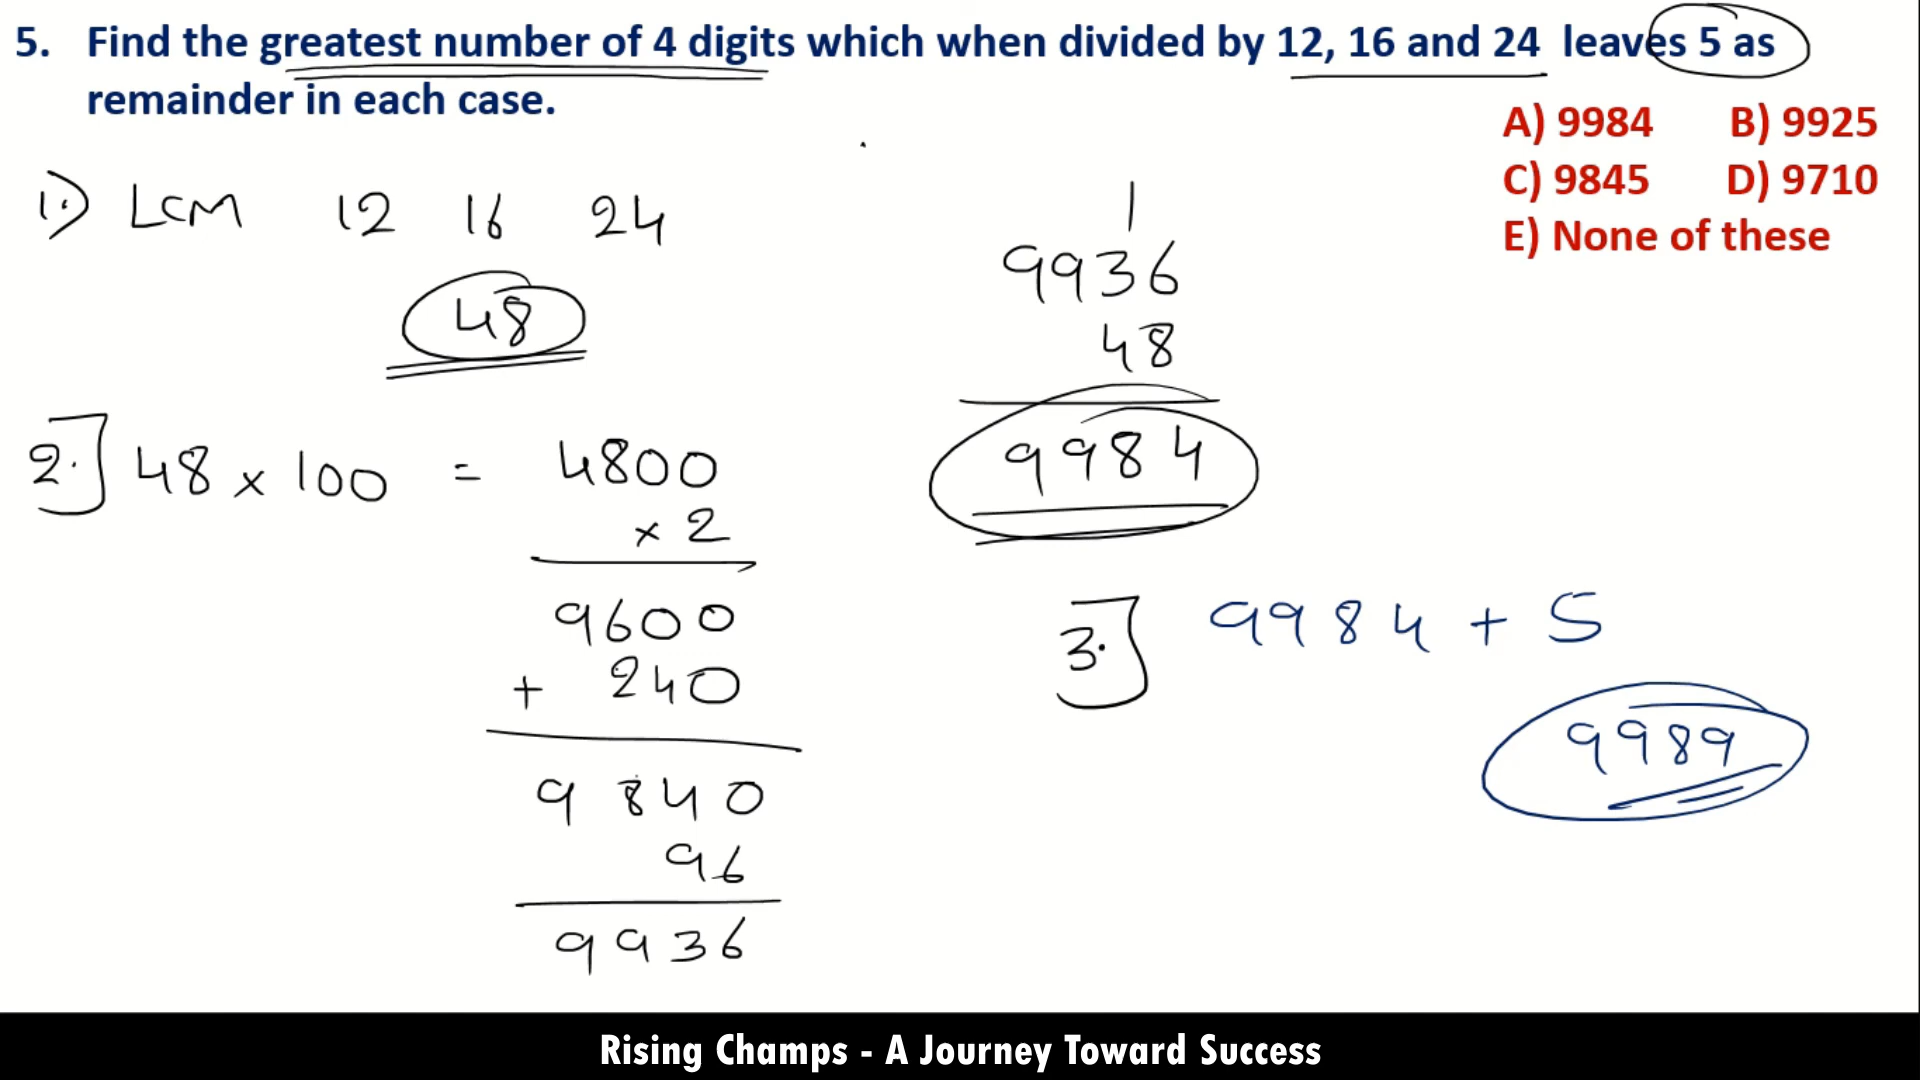 5. Find the greatest number of 4 digits which when divided by 12, 16 and 24 leaves 5 as
remainder in each case.
A) 9984 B) 9925
C) 9845 D) 9710
E) None of these
1.) LCM 12 16 24
48
2.] 48 x 100 = 4800
x 2
9600
+ 240
9840
96
9936
1
9936
48
9984
3.] 9984 + 5
9989
Rising Champs - A Journey Toward Success